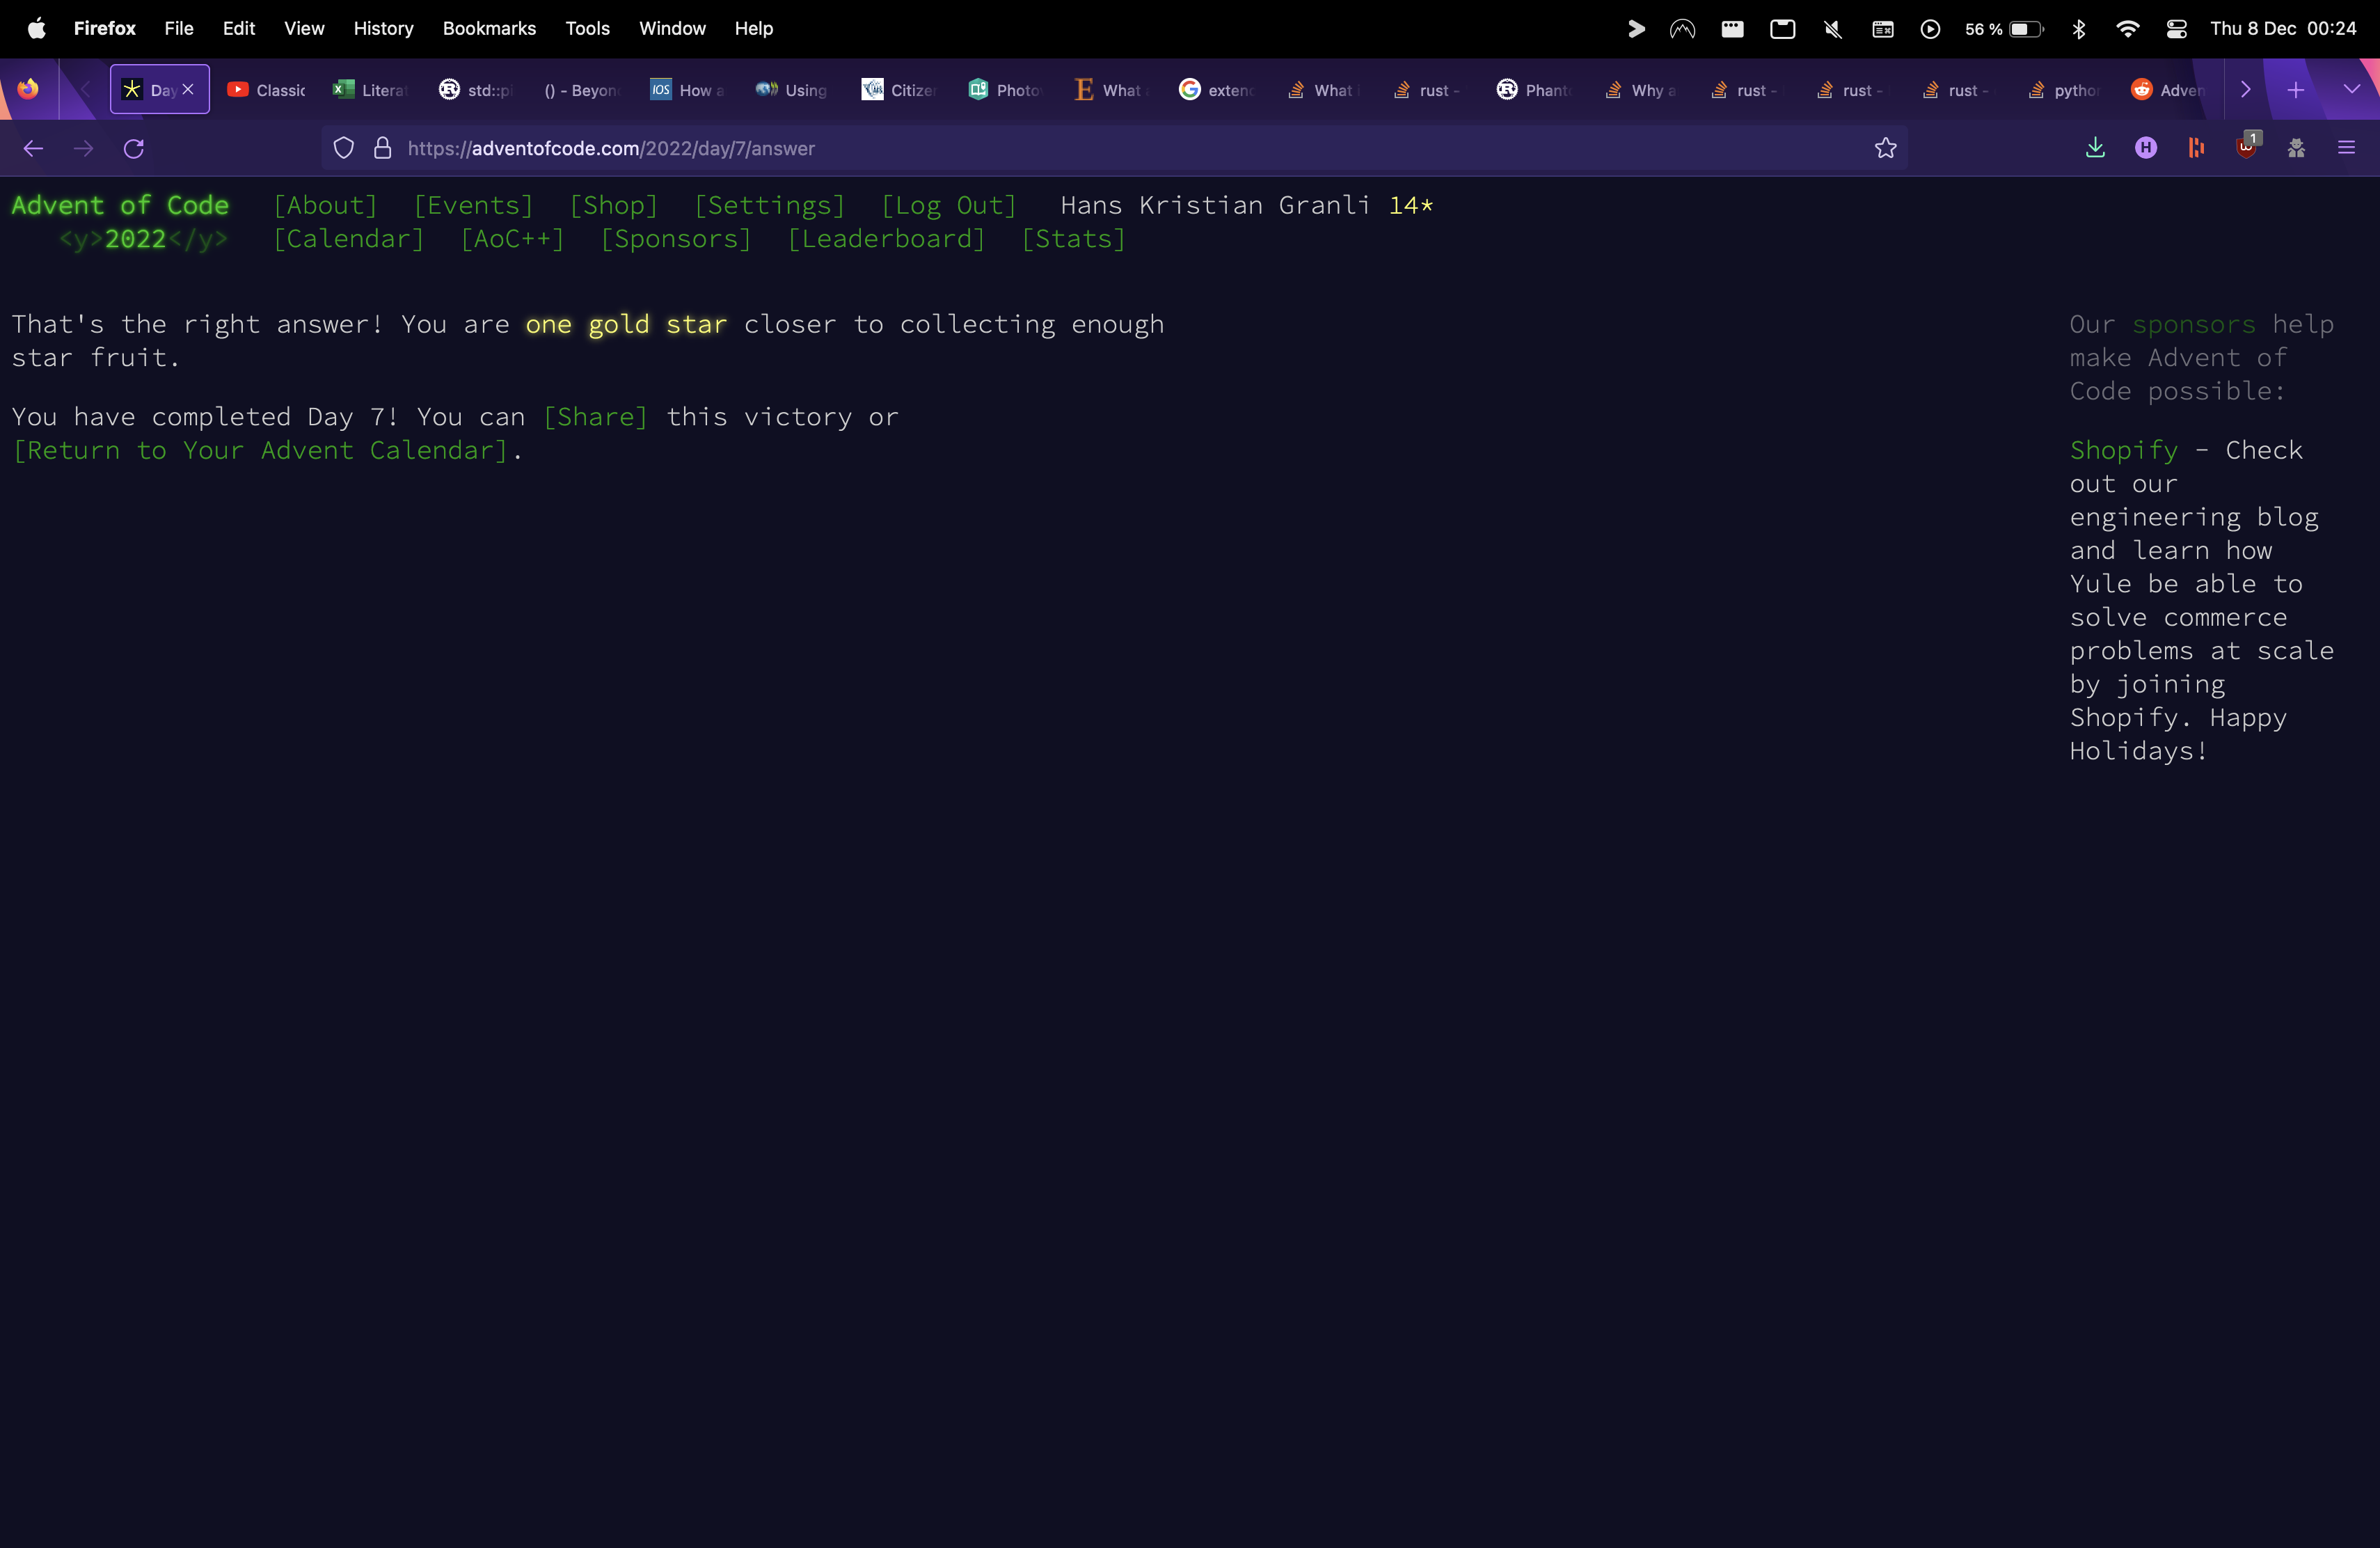 Firefox File Edit View History Bookmarks Tools Window Help 56 % Thu 8 Dec 00:24
Day Classic Litera std::pi () - Beyon iOS How a Using Citizen Photo E What exten What i rust - Phant Why a rust - rust - rust - python Adven
https://adventofcode.com/2022/day/7/answer H 1
Advent of Code [About] [Events] [Shop] [Settings] [Log Out] Hans Kristian Granli 14*
<y>2022</y> [Calendar] [AoC++] [Sponsors] [Leaderboard] [Stats]
That's the right answer! You are one gold star closer to collecting enough
star fruit.
You have completed Day 7! You can [Share] this victory or
[Return to Your Advent Calendar].
Our sponsors help
make Advent of
Code possible:
Shopify - Check
out our
engineering blog
and learn how
Yule be able to
solve commerce
problems at scale
by joining
Shopify. Happy
Holidays!